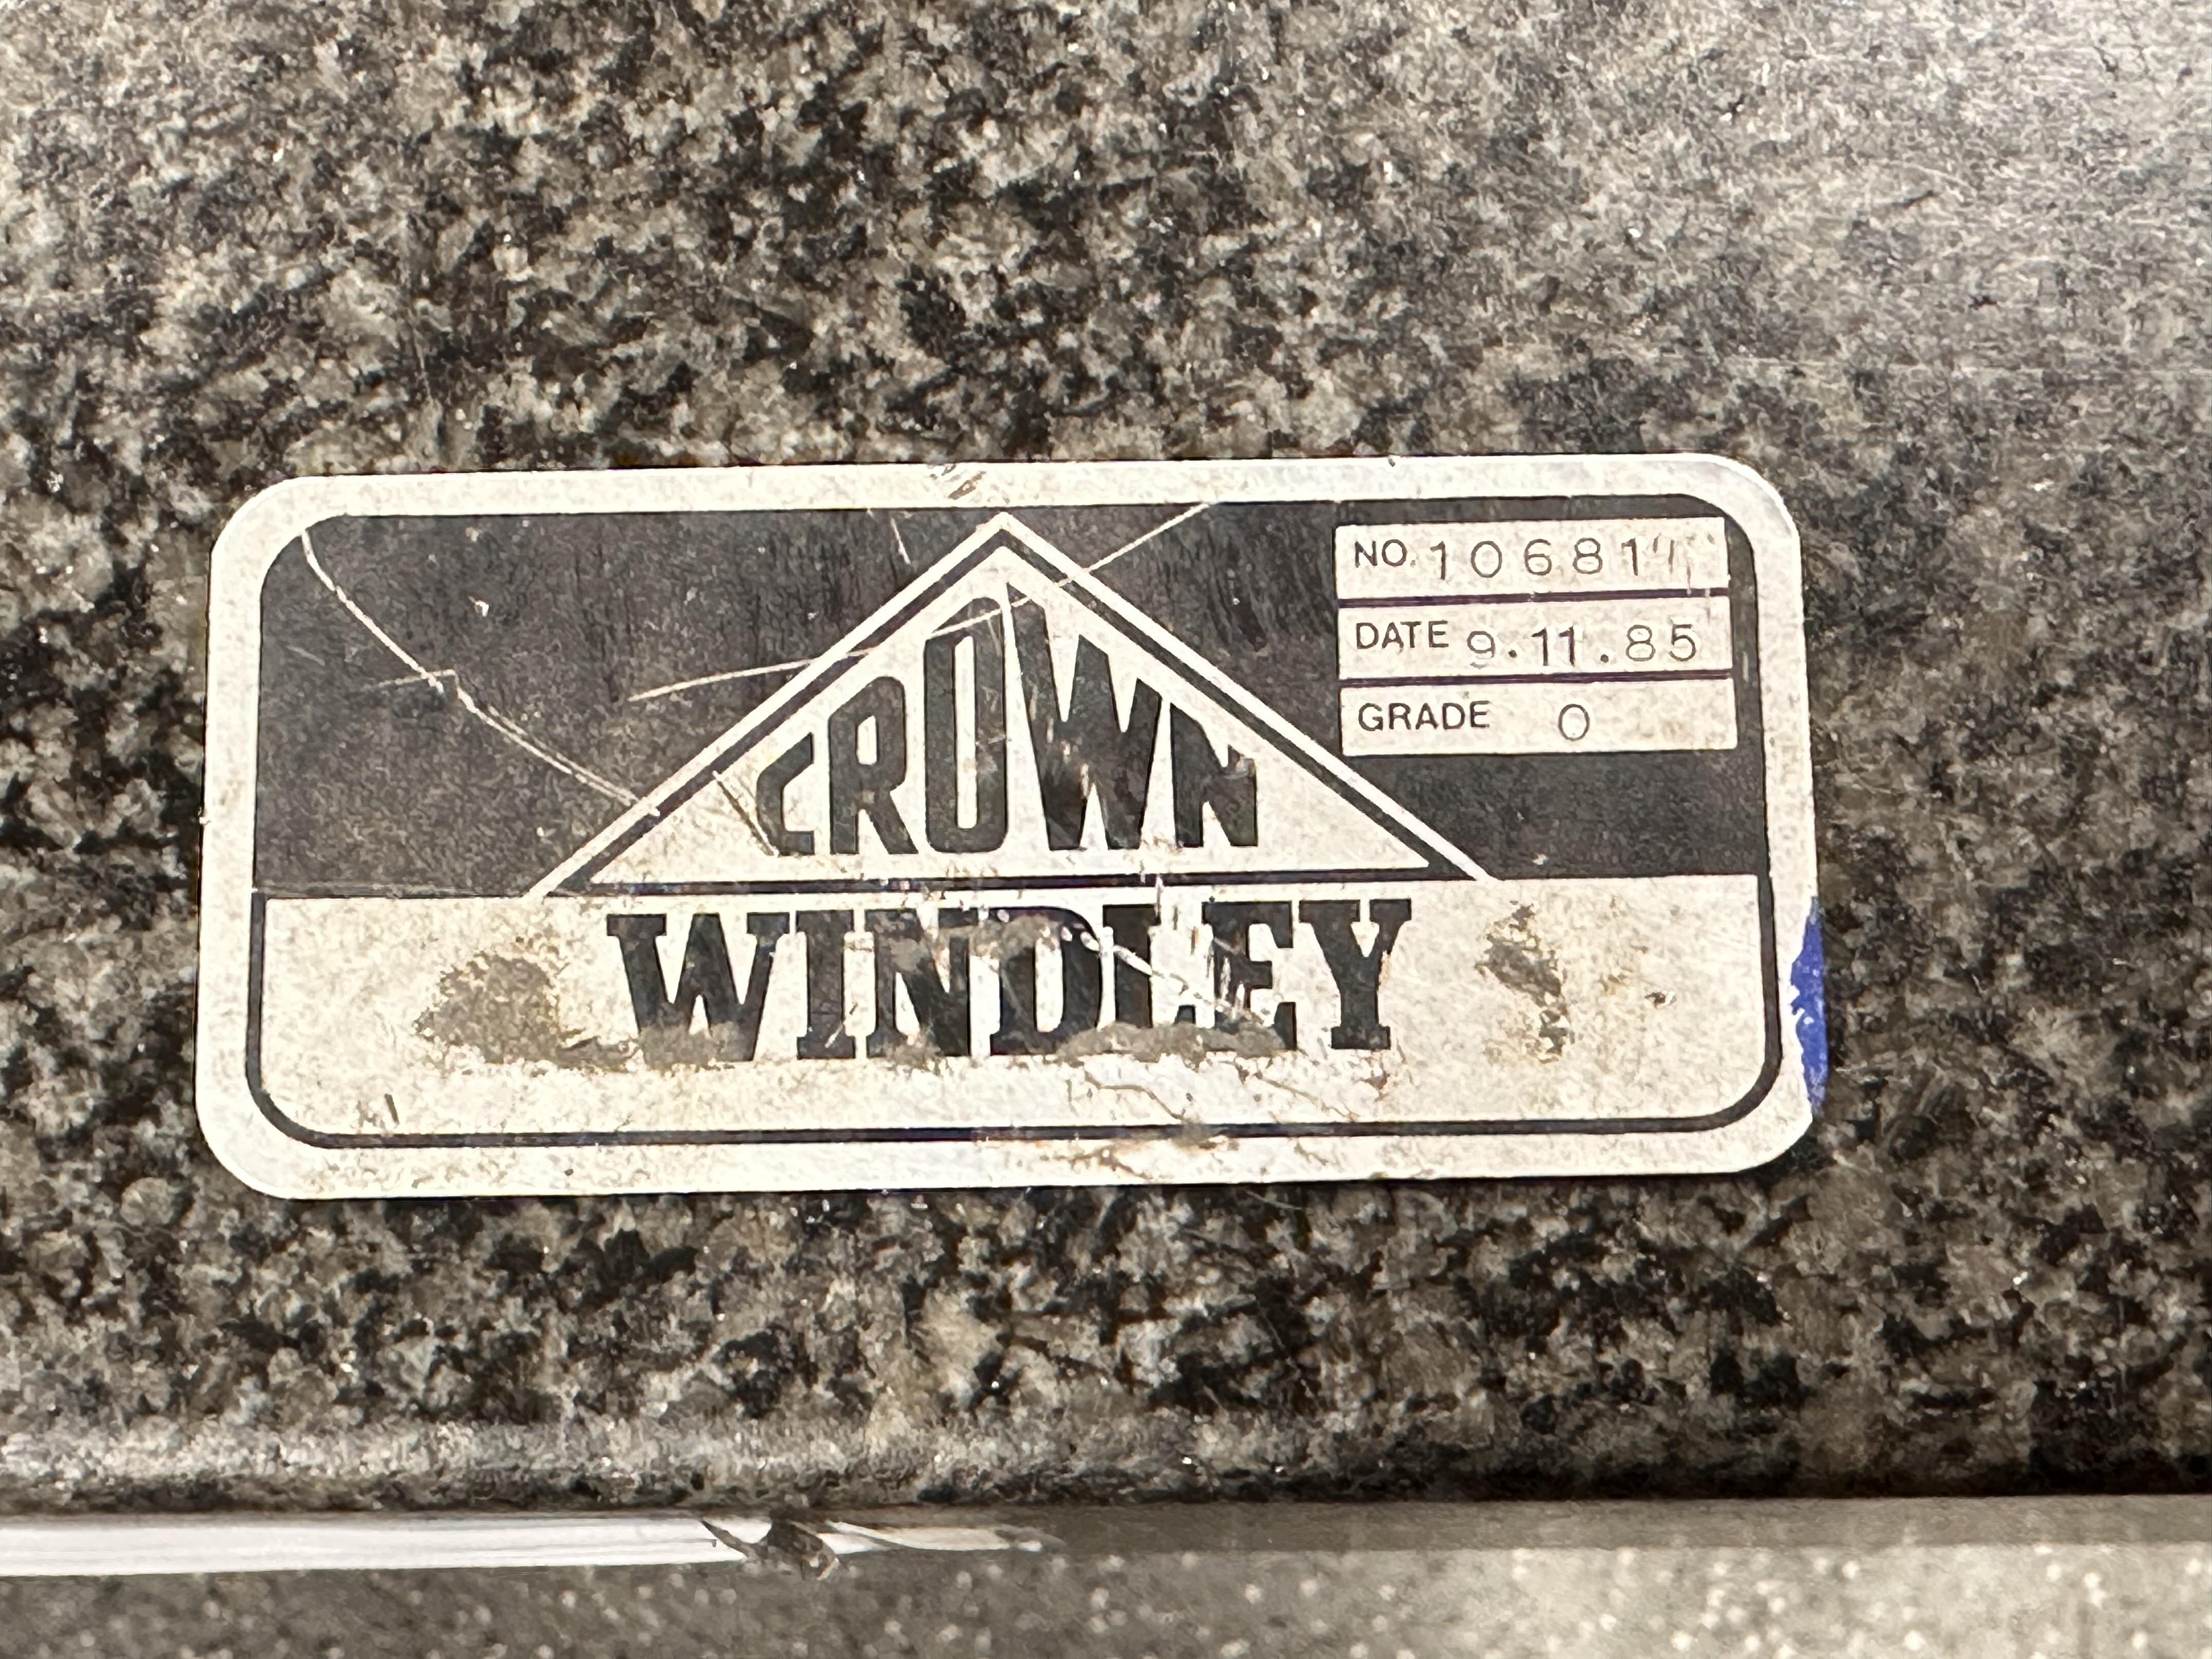 CROWN
WINDLEY
NO. 10681
DATE 9.11.85
GRADE 0